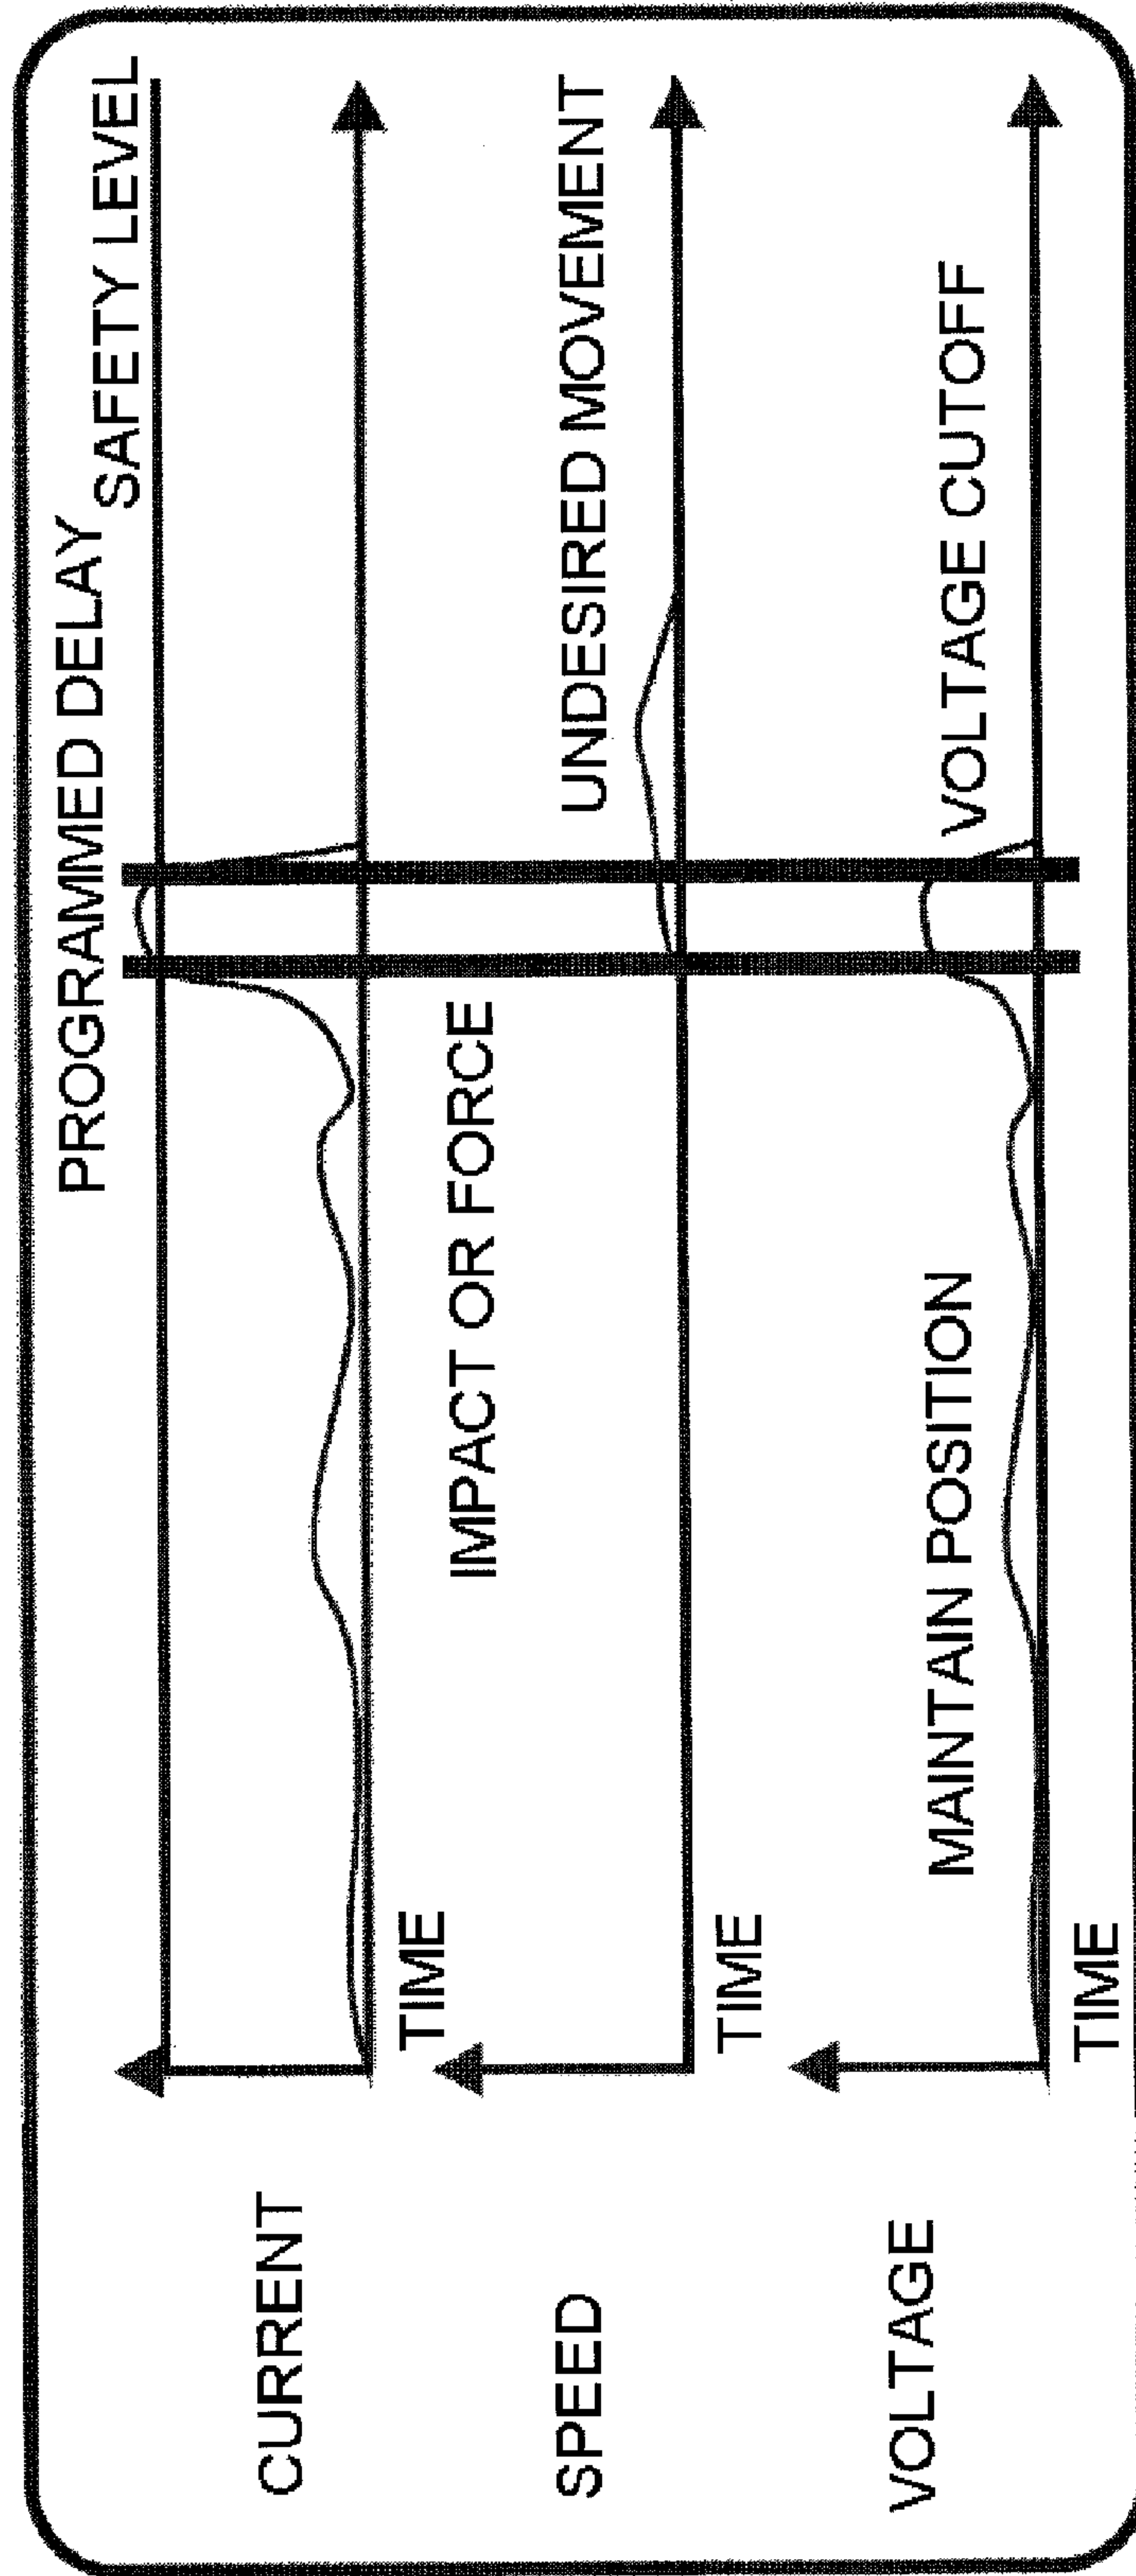 PROGRAMMED DELAY
SAFETY LEVEL
CURRENT
TIME
IMPACT OR FORCE
UNDESIRED MOVEMENT
SPEED
TIME
MAINTAIN POSITION
VOLTAGE CUTOFF
VOLTAGE
TIME